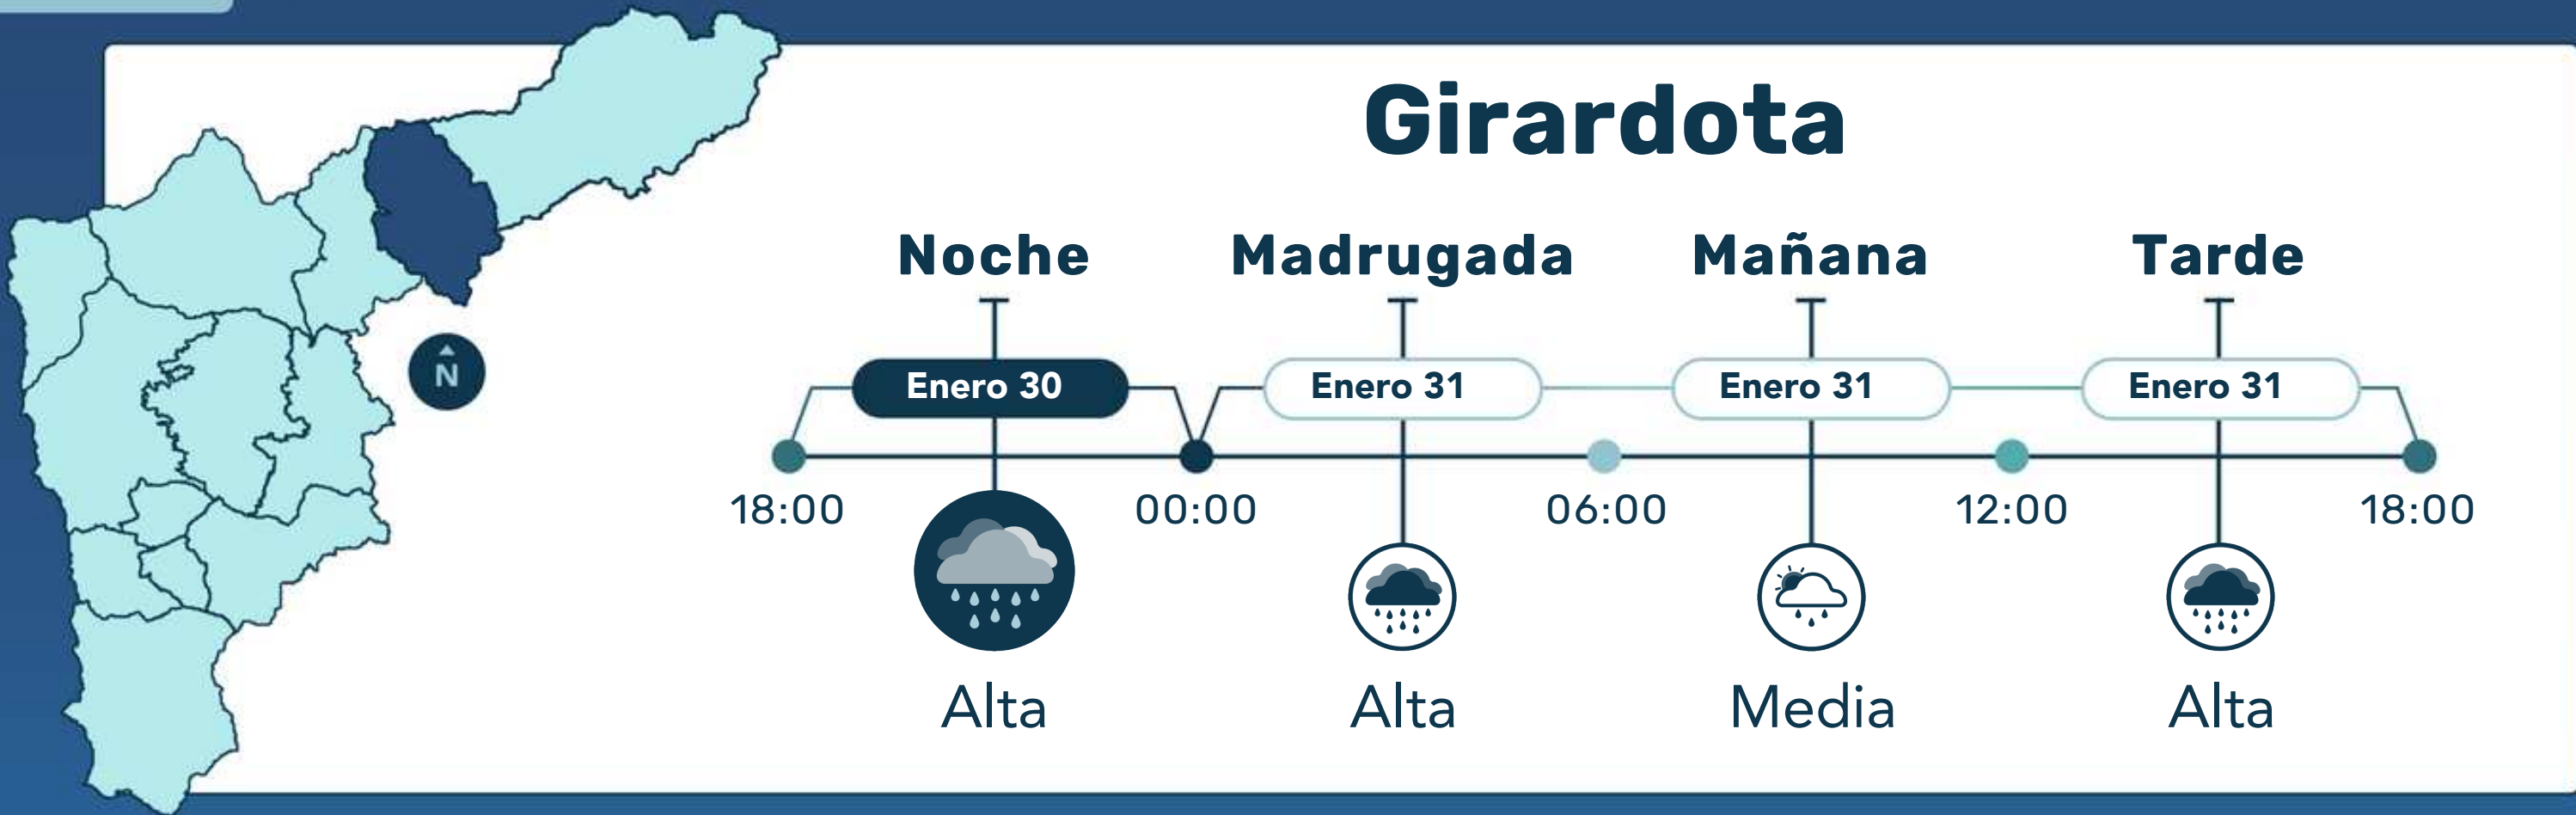 Girardota
Noche Madrugada Mañana Tarde
Enero 30 Enero 31 Enero 31 Enero 31
N
18:00 00:00 06:00 12:00 18:00
Alta Alta Media Alta